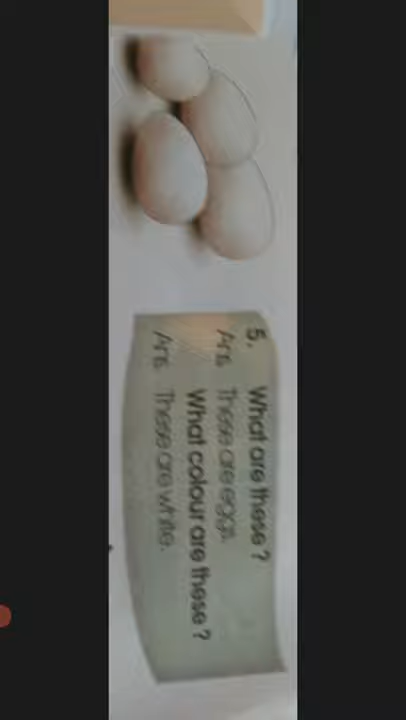 5. What are these ?
Ans. These are eggs.
What colour are these ?
Ans. These are white.